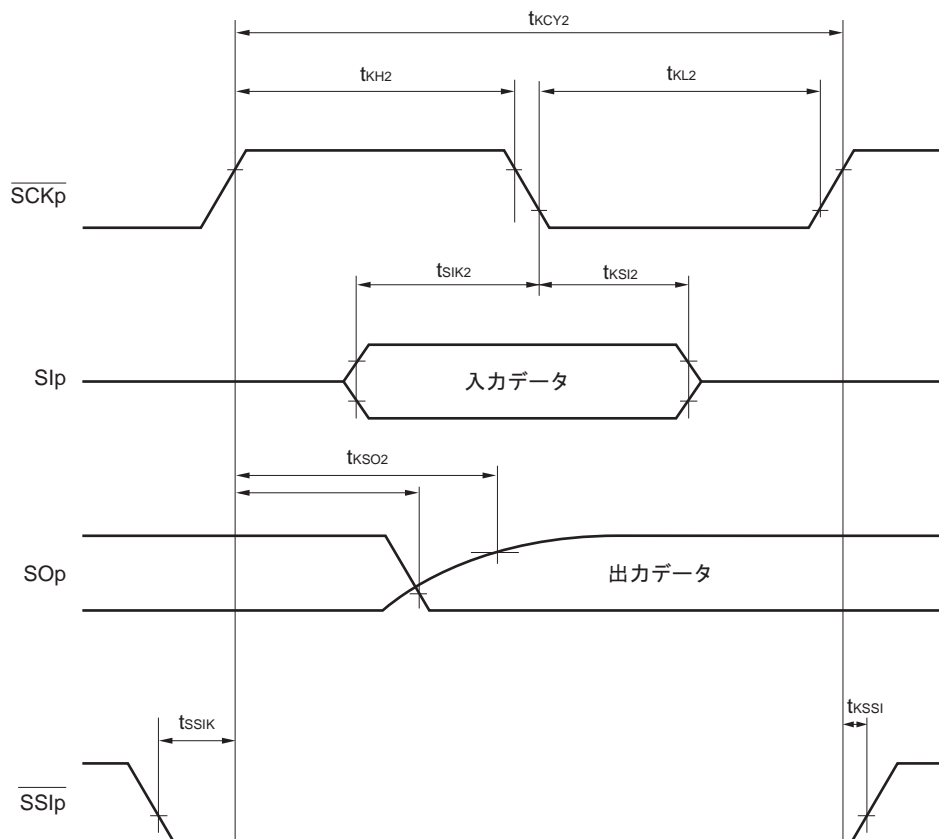 tKCY2
tKH2
tKL2
SCKp
tSIK2
tKSI2
SIp
入力データ
tKSO2
SOp
出力データ
tSSIK
tKSSI
SSIp